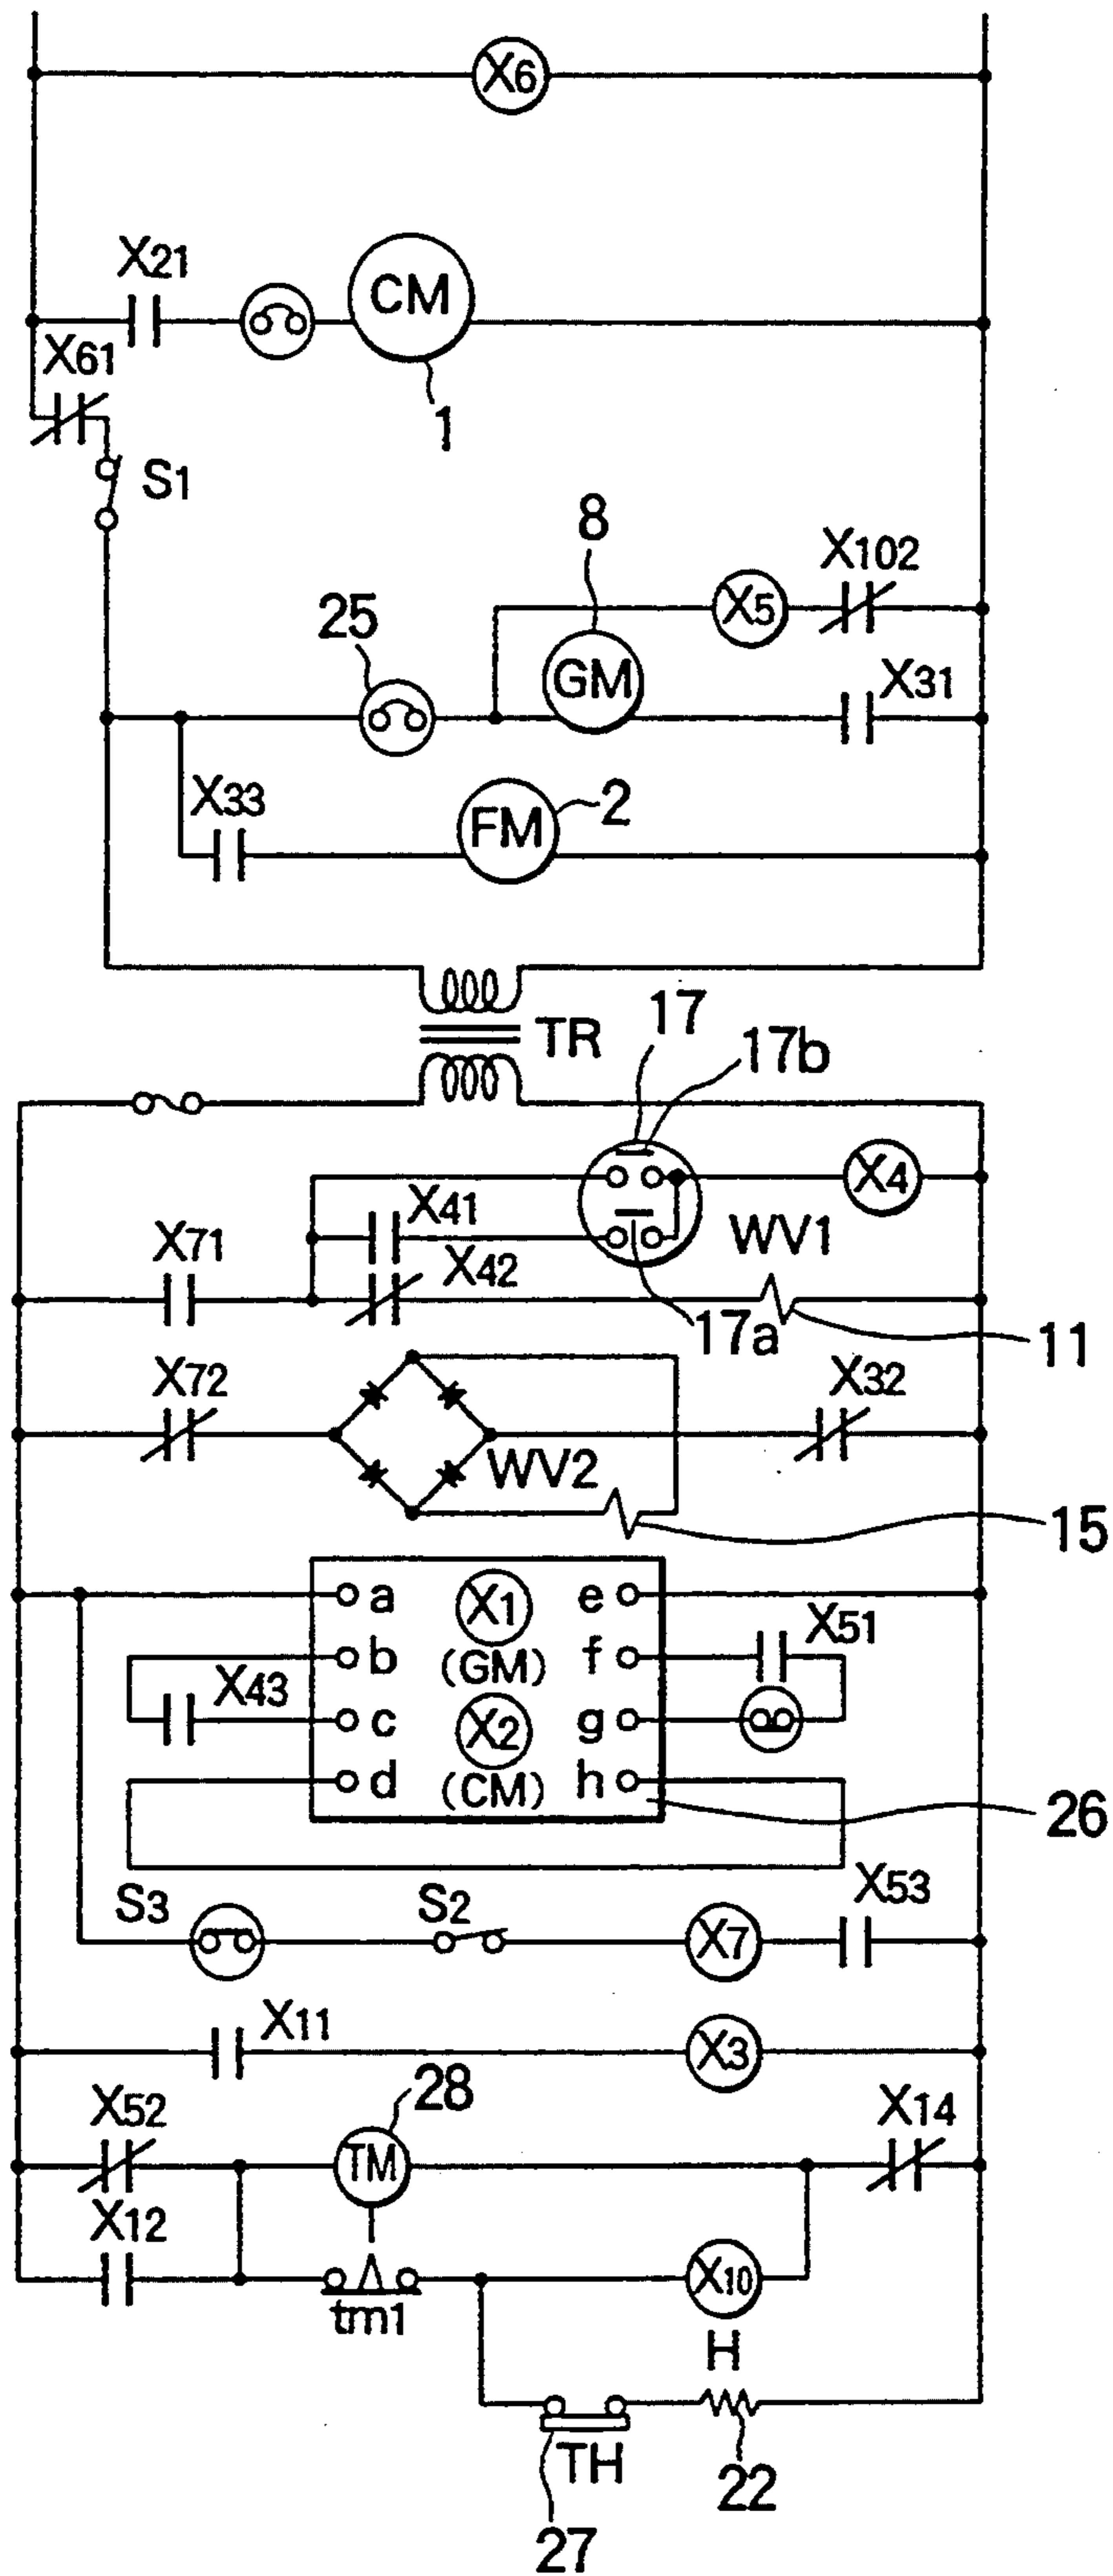 X6
X21
CM
X61
1
S1
8
X102
X5
25
GM
X31
X33
FM
2
TR
17
17b
X4
X41
WV1
X71
X42
17a
11
X72
X32
WV2
15
a X1 e
X51
b (GM) f
X43
c X2 g
d (CM) h
26
S3 S2 X53
X7
X11
X3
28
X52 X14
TM
X12
X10
tm1
H
TH
22
27